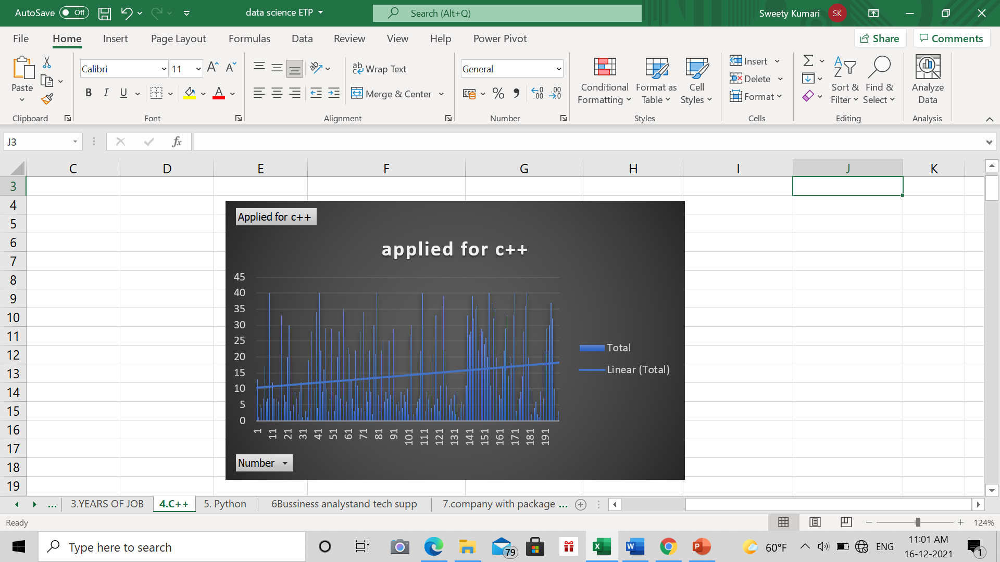 AutoSave Off
data science ETP
Search (Alt+Q)
Sweety Kumari SK
File Home Insert Page Layout Formulas Data Review View Help Power Pivot Share Comments
Paste
Calibri 11
B I U
ab Wrap Text
Merge & Center
General
Conditional Formatting
Format as Table
Cell Styles
Insert
Delete
Format
Sort & Filter
Find & Select
Analyze Data
Clipboard Font Alignment Number Styles Cells Editing Analysis
J3 fx
C D E F G H I J K
3
4
5
6
7
8
9
10
11
12
13
14
15
16
17
18
19
Applied for c++
applied for c++
45
40
35
30
25
20
15
10
5
0
1 11 21 31 41 51 61 71 81 91 101 111 121 131 141 151 161 171 181 191
Total
Linear (Total)
Number
... 3.YEARS OF JOB 4.C++ 5. Python 6Bussiness analystand tech supp 7.company with package ...
Ready 124%
Type here to search
79
60°F ENG
11:01 AM
16-12-2021
1